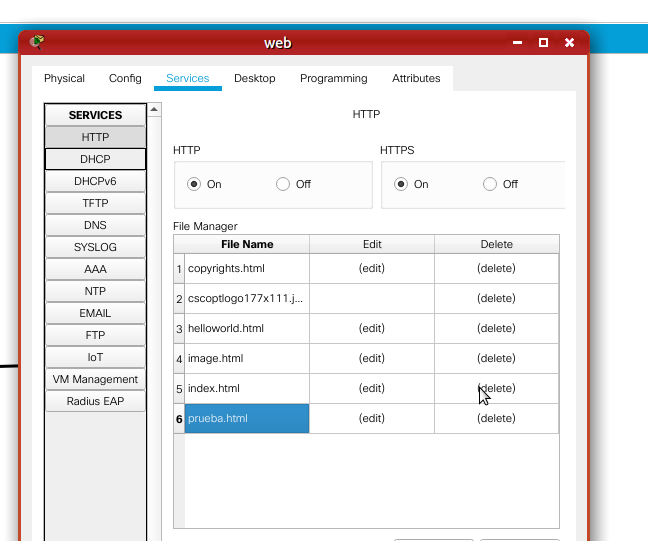 web
Physical Config Services Desktop Programming Attributes
SERVICES
HTTP
DHCP
DHCPv6
TFTP
DNS
SYSLOG
AAA
NTP
EMAIL
FTP
IoT
VM Management
Radius EAP
HTTP
HTTP HTTPS
On Off On Off
File Manager
File Name Edit Delete
1 copyrights.html (edit) (delete)
2 cscoptlogo177x111.j... (delete)
3 helloworld.html (edit) (delete)
4 image.html (edit) (delete)
5 index.html (edit) (delete)
6 prueba.html (edit) (delete)